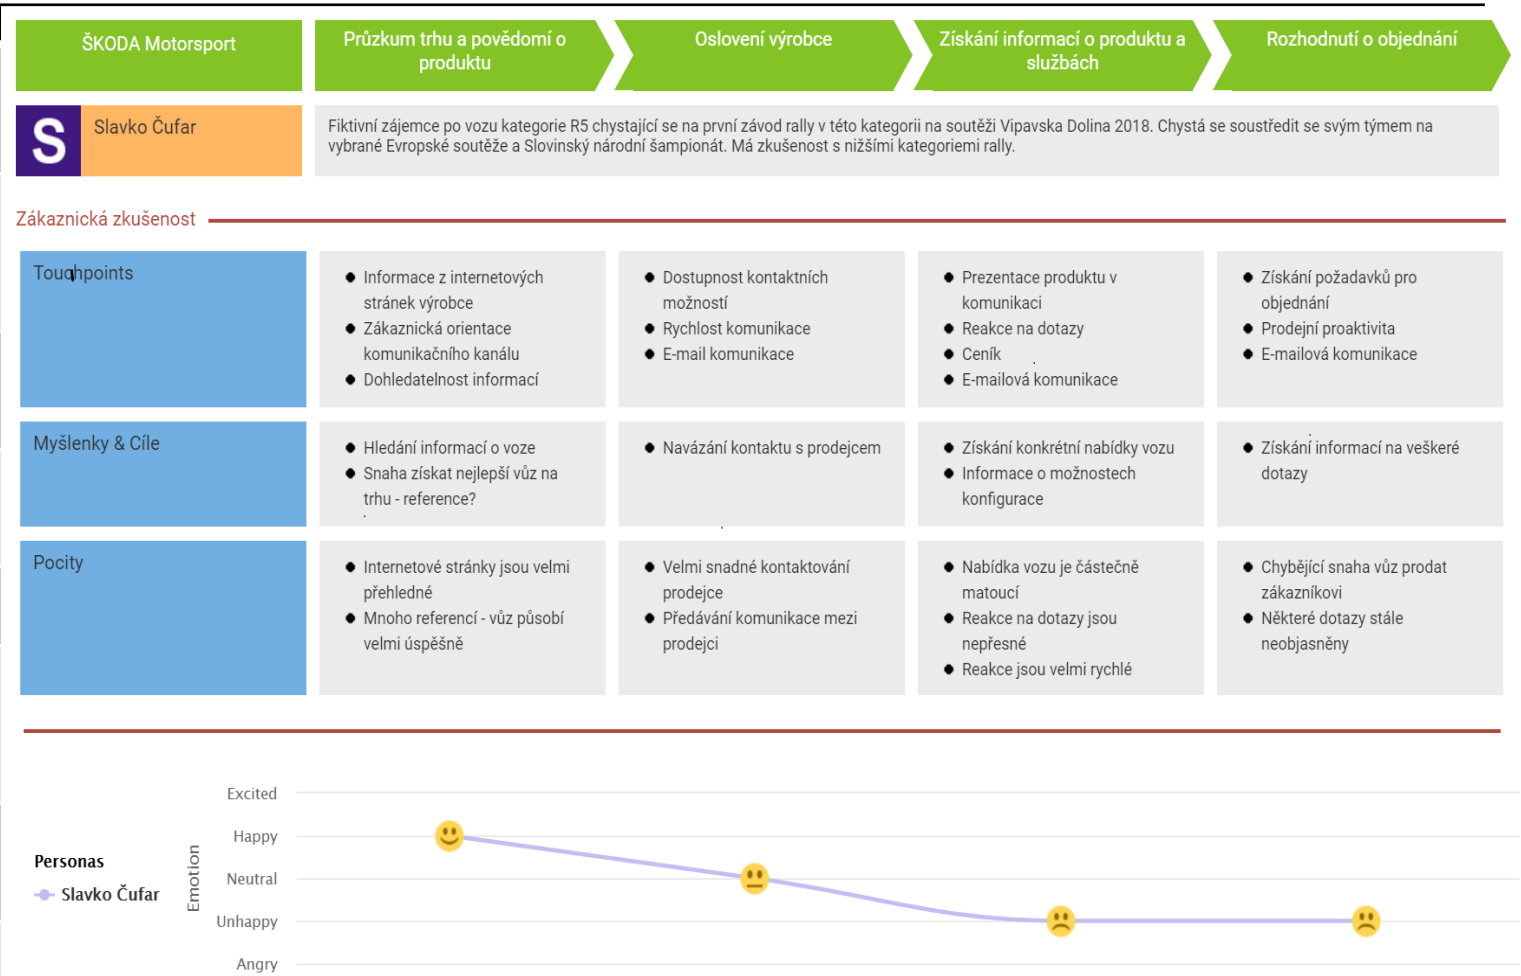 ŠKODA Motorsport
Průzkum trhu a povědomí o
produktu
Oslovení výrobce
Získání informací o produktu a
službách
Rozhodnutí o objednání
S
Slavko Čufar
Fiktivní zájemce po vozu kategorie R5 chystající se na první závod rally v této kategorii na soutěži Vipavska Dolina 2018. Chystá se soustředit se svým týmem na
vybrané Evropské soutěže a Slovinský národní šampionát. Má zkušenost s nižšími kategoriemi rally.
Zákaznická zkušenost
Touchpoints
Informace z internetových
stránek výrobce
Zákaznická orientace
komunikačního kanálu
Dohledatelnost informací
Dostupnost kontaktních
možností
Rychlost komunikace
E-mail komunikace
Prezentace produktu v
komunikaci
Reakce na dotazy
Ceník
E-mailová komunikace
Získání požadavků pro
objednání
Prodejní proaktivita
E-mailová komunikace
Myšlenky & Cíle
Hledání informací o voze
Snaha získat nejlepší vůz na
trhu - reference?
Navázání kontaktu s prodejcem
Získání konkrétní nabídky vozu
Informace o možnostech
konfigurace
Získání informací na veškeré
dotazy
Pocity
Internetové stránky jsou velmi
přehledné
Mnoho referencí - vůz působí
velmi úspěšně
Velmi snadné kontaktování
prodejce
Předávání komunikace mezi
prodejci
Nabídka vozu je částečně
matoucí
Reakce na dotazy jsou
nepřesné
Reakce jsou velmi rychlé
Chybějící snaha vůz prodat
zákazníkovi
Některé dotazy stále
neobjasněny
Personas
Slavko Čufar
Emotion
Excited
Happy
Neutral
Unhappy
Angry